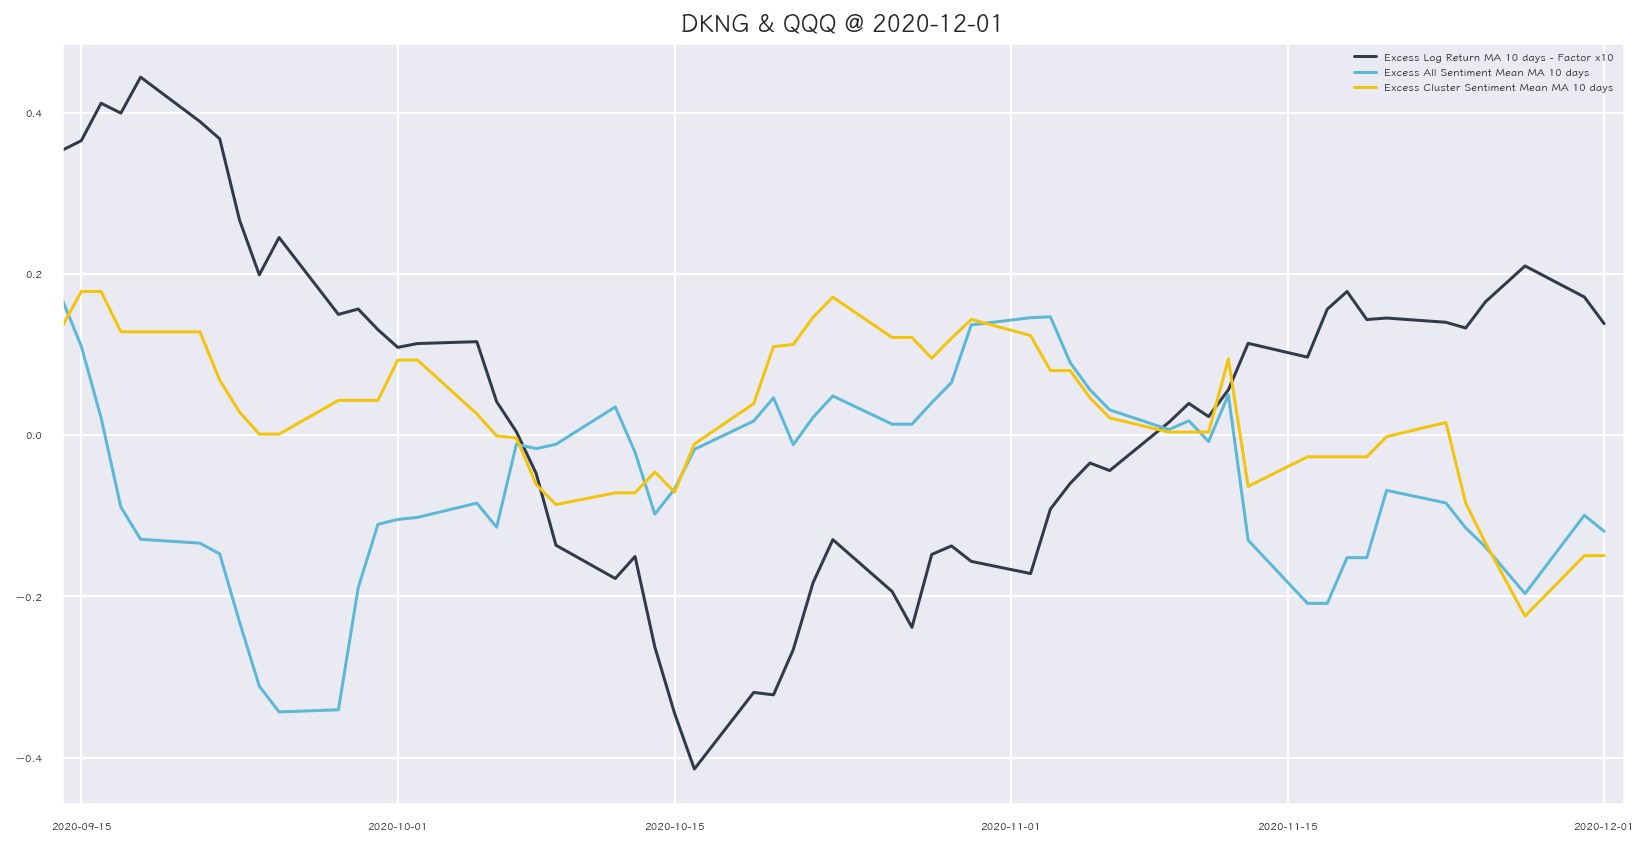 DKNG & QQQ @ 2020-12-01
Excess Log Return MA 10 days - Factor x10
Excess All Sentiment Mean MA 10 days
Excess Cluster Sentiment Mean MA 10 days
0.4
0.2
0.0
−0.2
−0.4
2020-09-15
2020-10-01
2020-10-15
2020-11-01
2020-11-15
2020-12-01